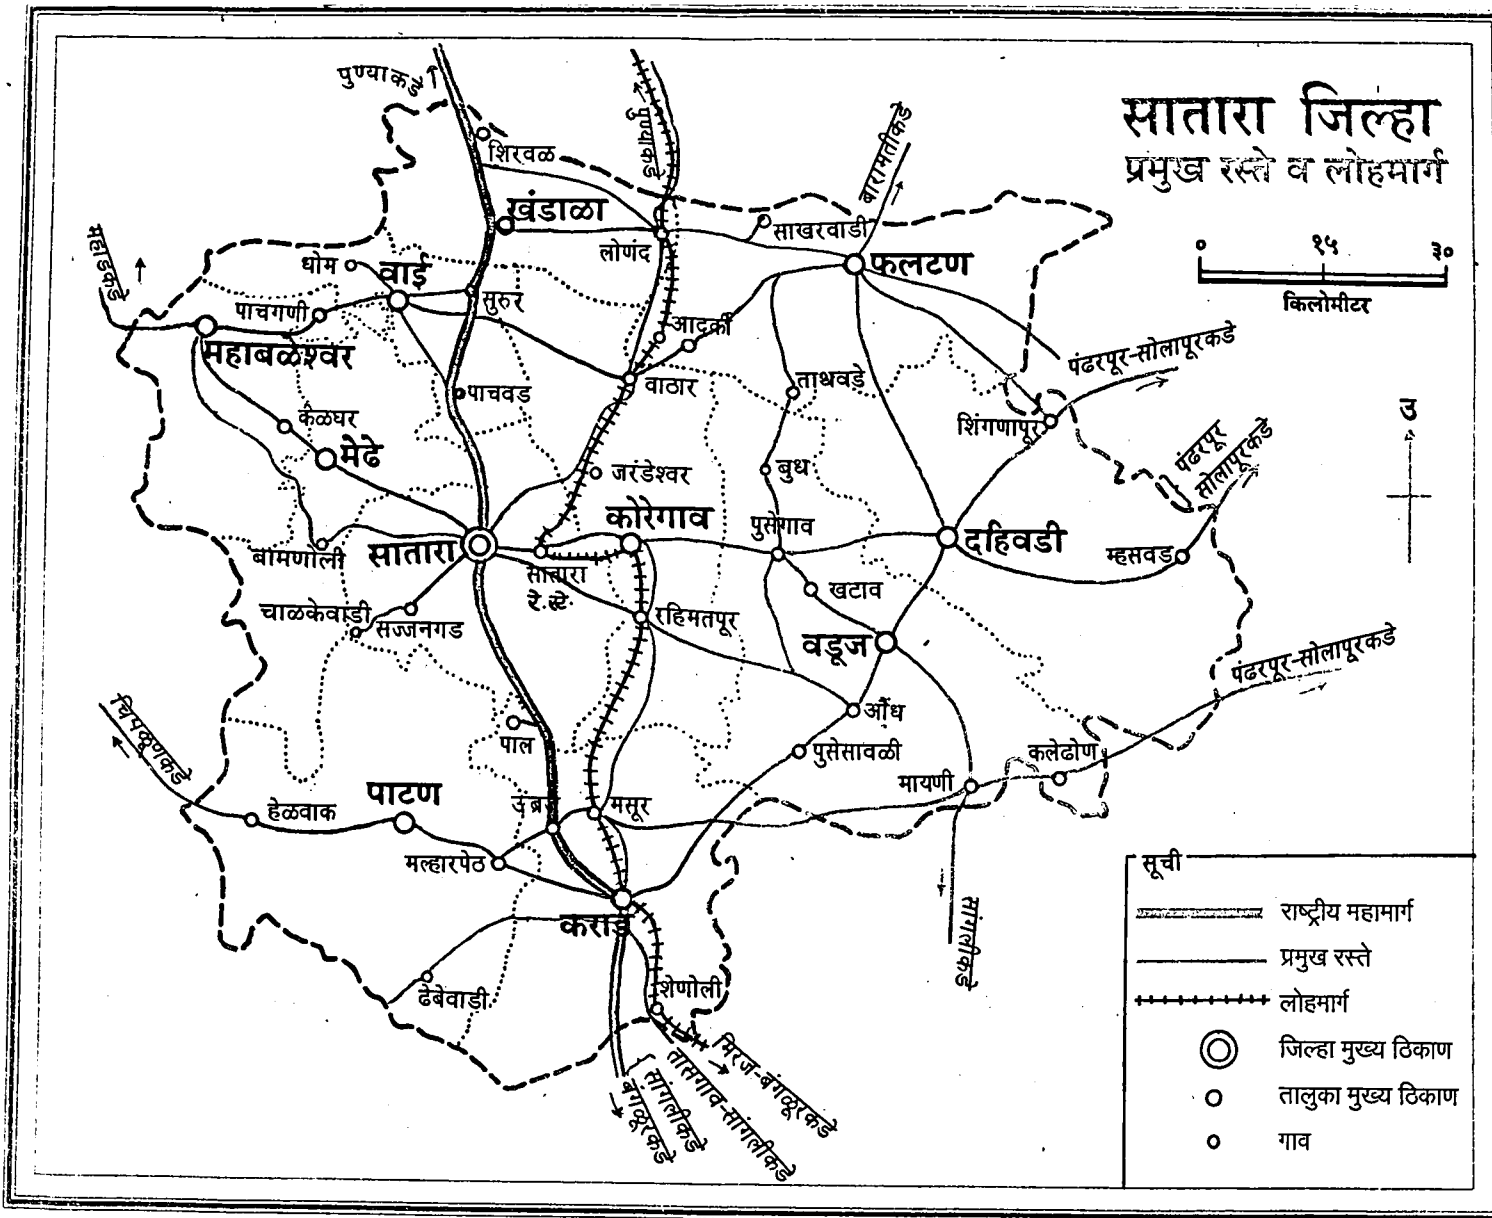 सातारा जिल्हा
प्रमुख रस्ते व लोहमार्ग
० १५ ३०
किलोमीटर
उ
पुण्याकडे
पुण्याकडे
बारामतीकडे
महाडकडे
शिरवळ
खंडाळा
लोणंद
साखरवाडी
फलटण
धोम
वाई
सुरुर
पाचगणी
महाबळेश्वर
आदर्की
वाठार
पाचवड
ताथवडे
पंढरपूर-सोलापूरकडे
शिंगणापूर
केळघर
मेढे
जरंडेश्वर
बुध
पंढरपूर
सोलापूरकडे
कोरेगाव
पुसेगाव
दहिवडी
म्हसवड
बामणोली
सातारा
सातारा
रे.स्टे.
खटाव
चाळकेवाडी
सज्जनगड
रहिमतपूर
वडूज
पंढरपूर-सोलापूरकडे
औंध
पाल
पुसेसावळी
कलेढोण
मायणी
चिपळूणकडे
पाटण
हेळवाक
उंब्रज
मसूर
मल्हारपेठ
कराड
सांगलीकडे
ढेबेवाडी
शेणोली
मिरज-बंगळूरकडे
तासगाव-सांगलीकडे
सांगलीकडे
बंगळूरकडे
सूची
राष्ट्रीय महामार्ग
प्रमुख रस्ते
लोहमार्ग
जिल्हा मुख्य ठिकाण
तालुका मुख्य ठिकाण
गाव